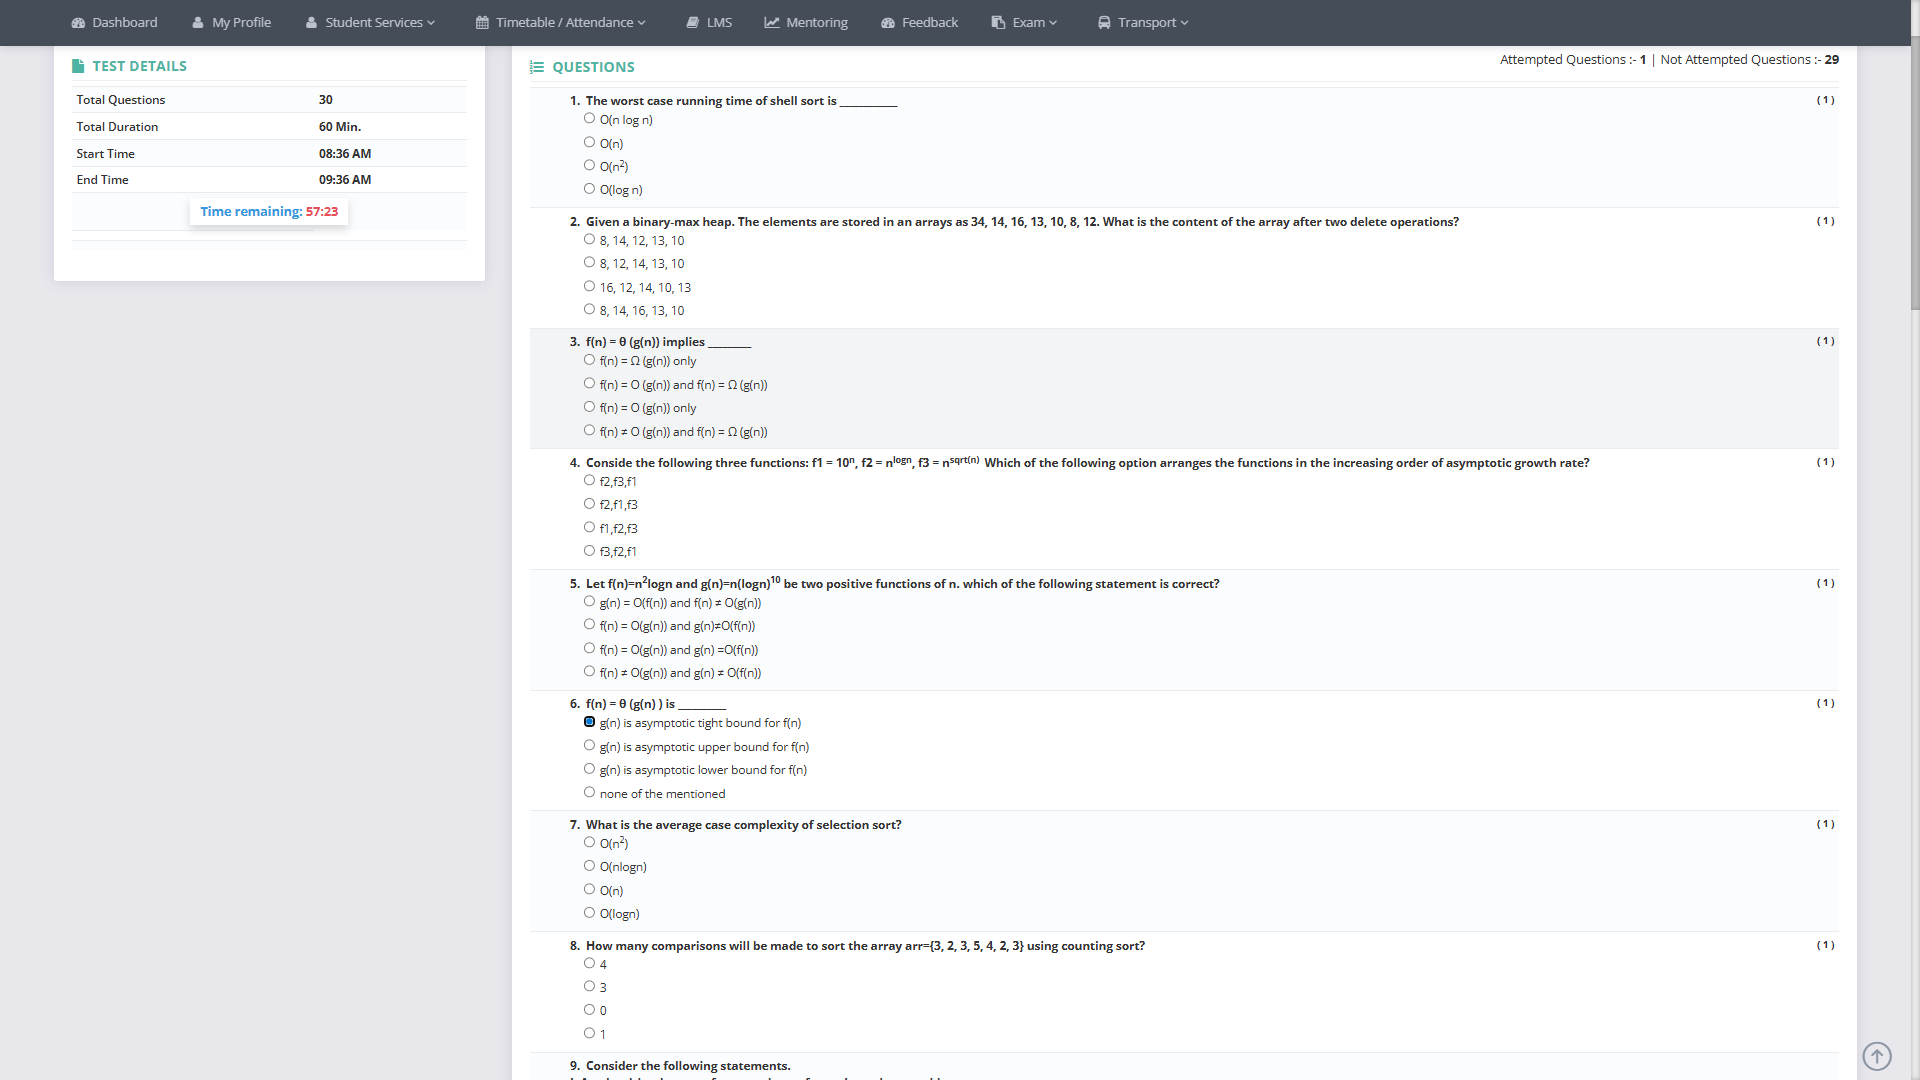 Dashboard My Profile Student Services Timetable / Attendance LMS Mentoring Feedback Exam Transport
TEST DETAILS
Total Questions 30
Total Duration 60 Min.
Start Time 08:36 AM
End Time 09:36 AM
Time remaining: 57:23
QUESTIONS
Attempted Questions :- 1 | Not Attempted Questions :- 29
1. The worst case running time of shell sort is ___________ ( 1 )
O(n log n)
O(n)
O(n²)
O(log n)
2. Given a binary-max heap. The elements are stored in an arrays as 34, 14, 16, 13, 10, 8, 12. What is the content of the array after two delete operations? ( 1 )
8, 14, 12, 13, 10
8, 12, 14, 13, 10
16, 12, 14, 10, 13
8, 14, 16, 13, 10
3. f(n) = θ (g(n)) implies ________ ( 1 )
f(n) = Ω (g(n)) only
f(n) = O (g(n)) and f(n) = Ω (g(n))
f(n) = O (g(n)) only
f(n) ≠ O (g(n)) and f(n) = Ω (g(n))
4. Conside the following three functions: f1 = 10ⁿ, f2 = n^logn, f3 = n^sqrt(n) Which of the following option arranges the functions in the increasing order of asymptotic growth rate? ( 1 )
f2,f3,f1
f2,f1,f3
f1,f2,f3
f3,f2,f1
5. Let f(n)=n²logn and g(n)=n(logn)¹⁰ be two positive functions of n. which of the following statement is correct? ( 1 )
g(n) = O(f(n)) and f(n) ≠ O(g(n))
f(n) = O(g(n)) and g(n)≠O(f(n))
f(n) = O(g(n)) and g(n) =O(f(n))
f(n) ≠ O(g(n)) and g(n) ≠ O(f(n))
6. f(n) = θ (g(n) ) is _________ ( 1 )
g(n) is asymptotic tight bound for f(n)
g(n) is asymptotic upper bound for f(n)
g(n) is asymptotic lower bound for f(n)
none of the mentioned
7. What is the average case complexity of selection sort? ( 1 )
O(n²)
O(nlogn)
O(n)
O(logn)
8. How many comparisons will be made to sort the array arr={3, 2, 3, 5, 4, 2, 3} using counting sort? ( 1 )
4
3
0
1
9. Consider the following statements.